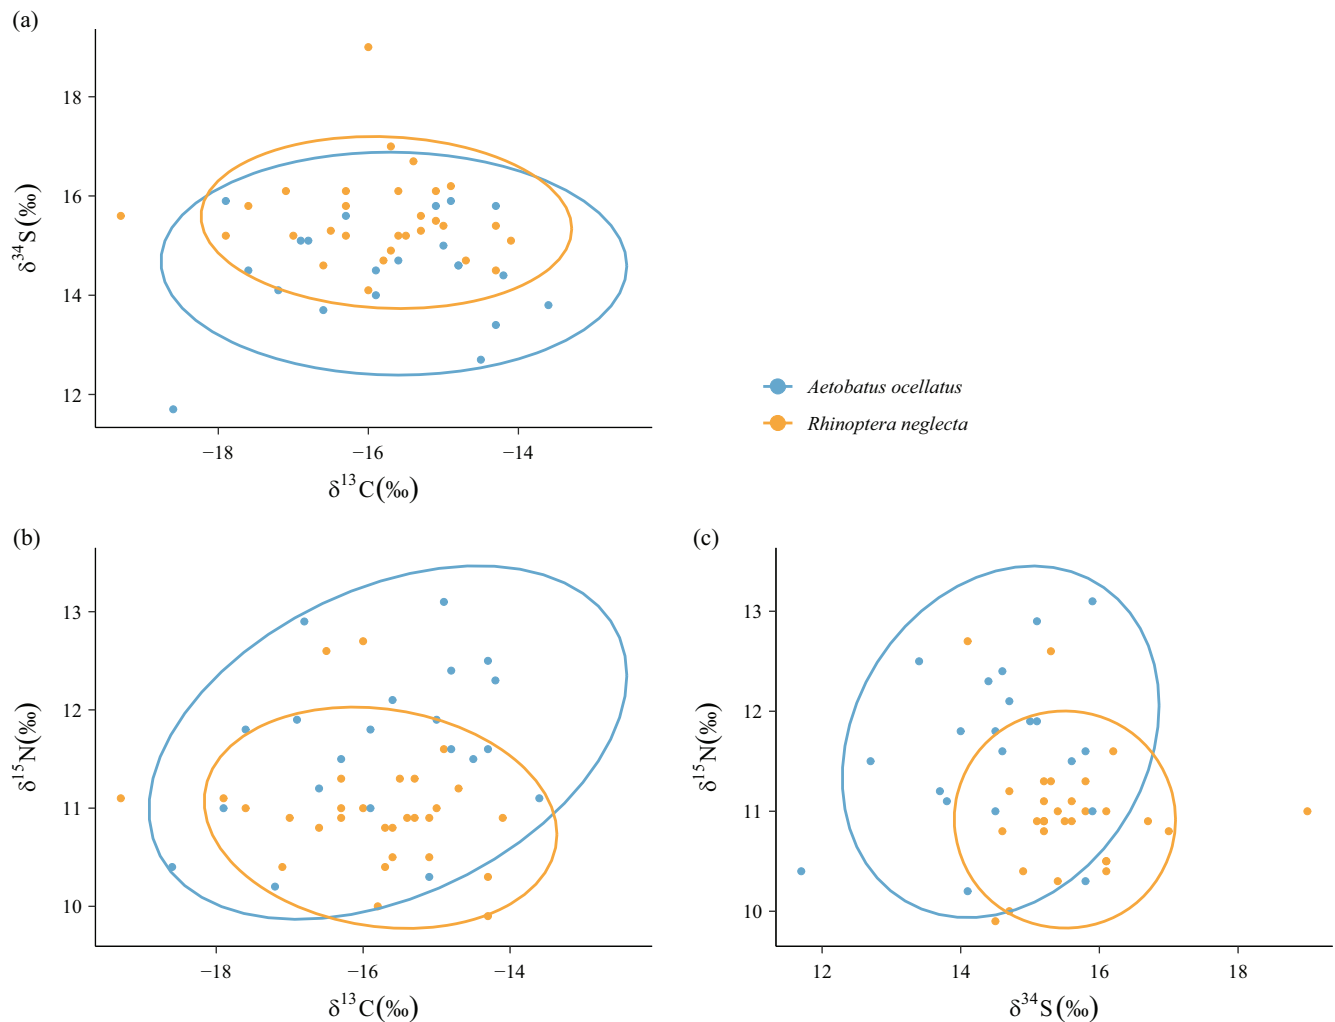 (a)
18
16
14
12
δ³⁴S(‰)
−18 −16 −14
δ¹³C(‰)
Aetobatus ocellatus
Rhinoptera neglecta
(b)
13
12
11
10
δ¹⁵N(‰)
−18 −16 −14
δ¹³C(‰)
(c)
13
12
11
10
δ¹⁵N(‰)
12 14 16 18
δ³⁴S(‰)